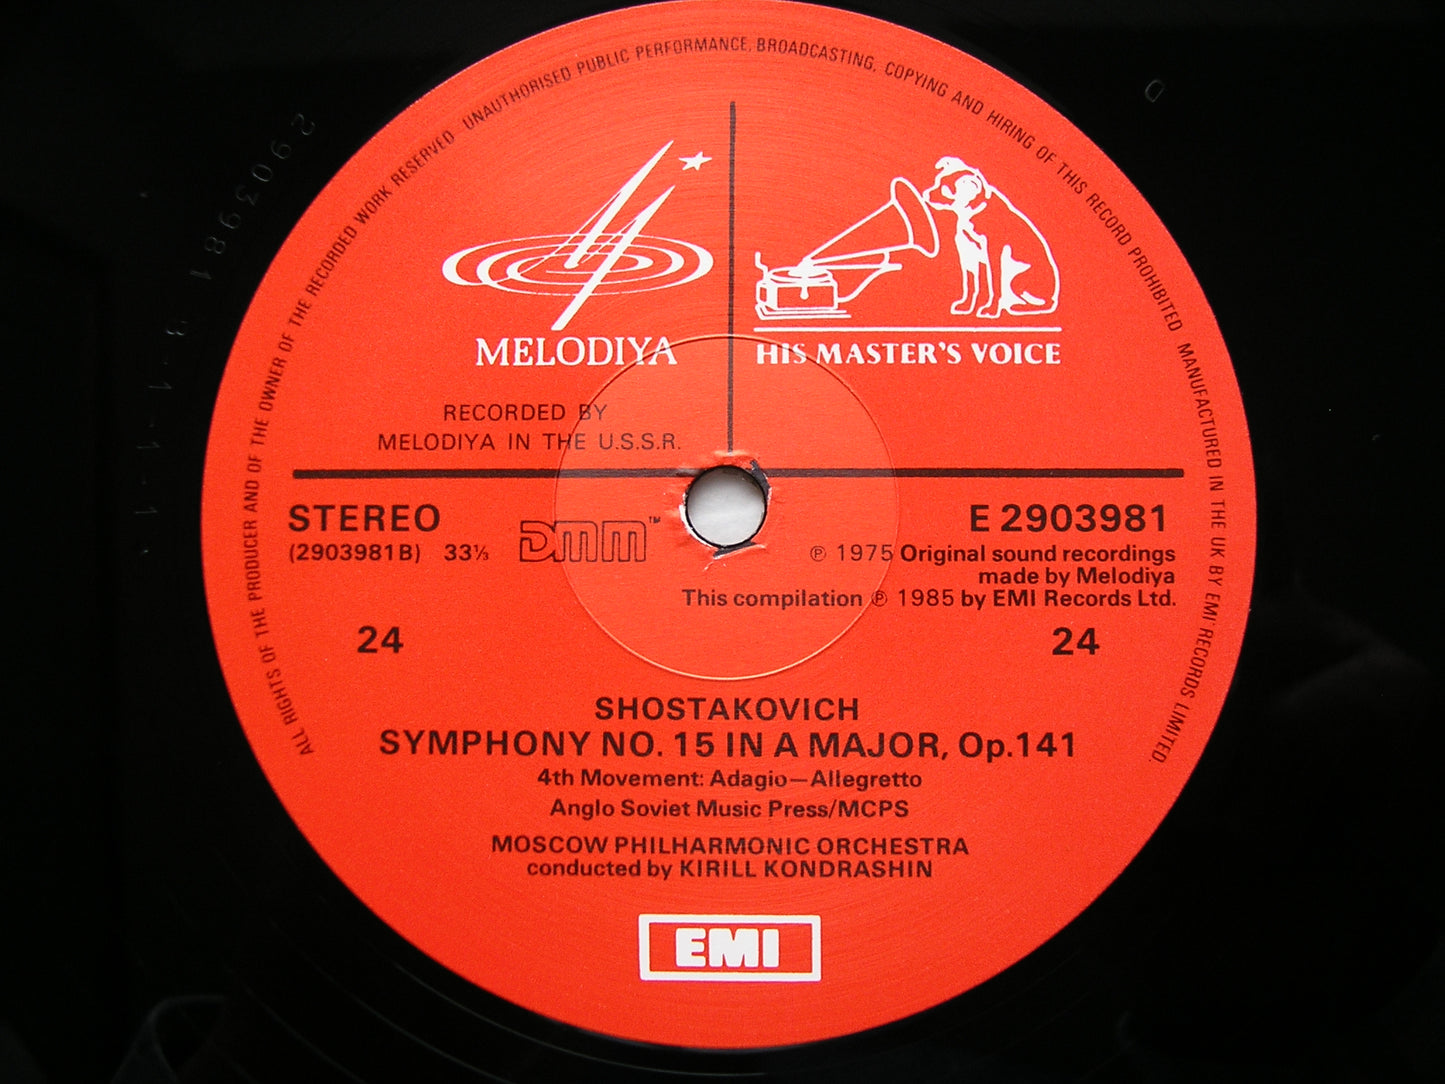 ALL RIGHTS OF THE PRODUCER AND OF THE OWNER OF THE RECORDED WORK RESERVED UNAUTHORISED PUBLIC PERFORMANCE, BROADCASTING, COPYING AND HIRING OF THIS RECORD PROHIBITED MANUFACTURED IN THE UK BY EMI RECORDS LIMITED.
MELODIYA
HIS MASTER'S VOICE
RECORDED BY
MELODIYA IN THE U.S.S.R.
STEREO
(2903981B) 33⅓
DMM™
E 2903981
℗ 1975 Original sound recordings
made by Melodiya
This compilation ℗ 1985 by EMI Records Ltd.
24
24
SHOSTAKOVICH
SYMPHONY NO. 15 IN A MAJOR, Op.141
4th Movement: Adagio—Allegretto
Anglo Soviet Music Press/MCPS
MOSCOW PHILHARMONIC ORCHESTRA
conducted by KIRILL KONDRASHIN
EMI